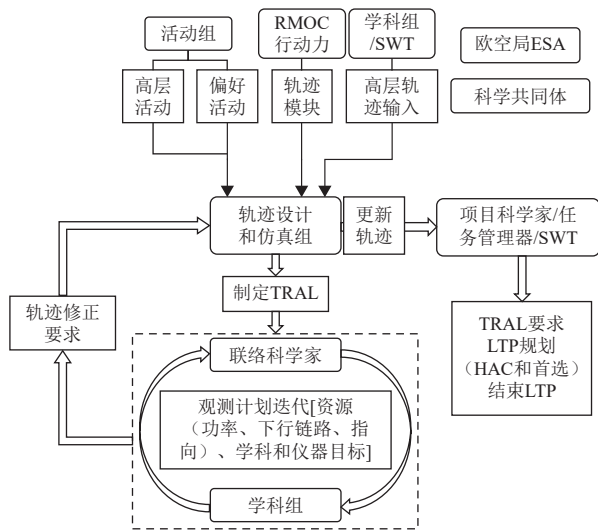 活动组
RMOC
行动力
学科组
/SWT
欧空局ESA
高层
活动
偏好
活动
轨迹
模块
高层轨
迹输入
科学共同体
轨迹设计
和仿真组
更新
轨迹
项目科学家/任
务管理器/SWT
制定TRAL
轨迹修正
要求
联络科学家
观测计划迭代[资源
（功率、下行链路、指
向）、学科和仪器目标]
学科组
TRAL要求
LTP规划
（HAC和首选）
结束LTP